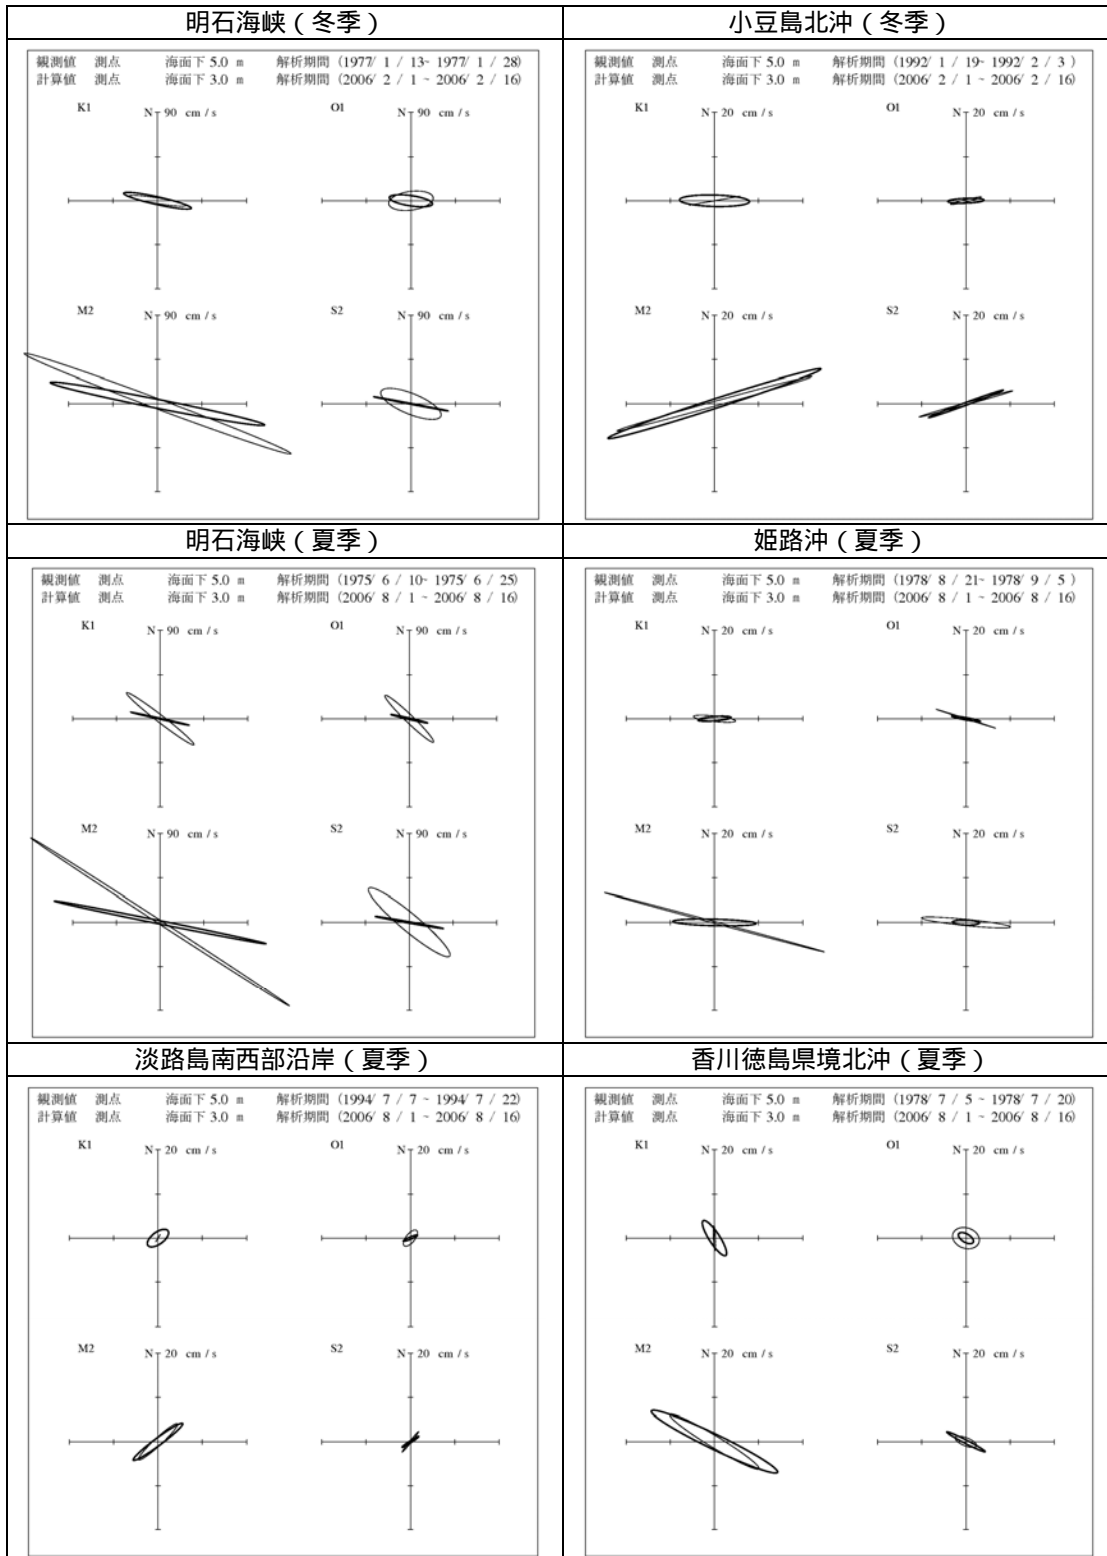 明石海峡（冬季）
観測値 測点 海面下 5.0 m 解析期間 (1977/ 1 / 13~ 1977/ 1 / 28)
計算値 測点 海面下 3.0 m 解析期間 (2006/ 2 / 1 ~ 2006/ 2 / 16)
K1 N 90 cm / s
O1 N 90 cm / s
M2 N 90 cm / s
S2 N 90 cm / s
小豆島北沖（冬季）
観測値 測点 海面下 5.0 m 解析期間 (1992/ 1 / 19~ 1992/ 2 / 3 )
計算値 測点 海面下 3.0 m 解析期間 (2006/ 2 / 1 ~ 2006/ 2 / 16)
K1 N 20 cm / s
O1 N 20 cm / s
M2 N 20 cm / s
S2 N 20 cm / s
明石海峡（夏季）
観測値 測点 海面下 5.0 m 解析期間 (1975/ 6 / 10~ 1975/ 6 / 25)
計算値 測点 海面下 3.0 m 解析期間 (2006/ 8 / 1 ~ 2006/ 8 / 16)
K1 N 90 cm / s
O1 N 90 cm / s
M2 N 90 cm / s
S2 N 90 cm / s
姫路沖（夏季）
観測値 測点 海面下 5.0 m 解析期間 (1978/ 8 / 21~ 1978/ 9 / 5 )
計算値 測点 海面下 3.0 m 解析期間 (2006/ 8 / 1 ~ 2006/ 8 / 16)
K1 N 20 cm / s
O1 N 20 cm / s
M2 N 20 cm / s
S2 N 20 cm / s
淡路島南西部沿岸（夏季）
観測値 測点 海面下 5.0 m 解析期間 (1994/ 7 / 7 ~ 1994/ 7 / 22)
計算値 測点 海面下 3.0 m 解析期間 (2006/ 8 / 1 ~ 2006/ 8 / 16)
K1 N 20 cm / s
O1 N 20 cm / s
M2 N 20 cm / s
S2 N 20 cm / s
香川徳島県境北沖（夏季）
観測値 測点 海面下 5.0 m 解析期間 (1978/ 7 / 5 ~ 1978/ 7 / 20)
計算値 測点 海面下 3.0 m 解析期間 (2006/ 8 / 1 ~ 2006/ 8 / 16)
K1 N 20 cm / s
O1 N 20 cm / s
M2 N 20 cm / s
S2 N 20 cm / s